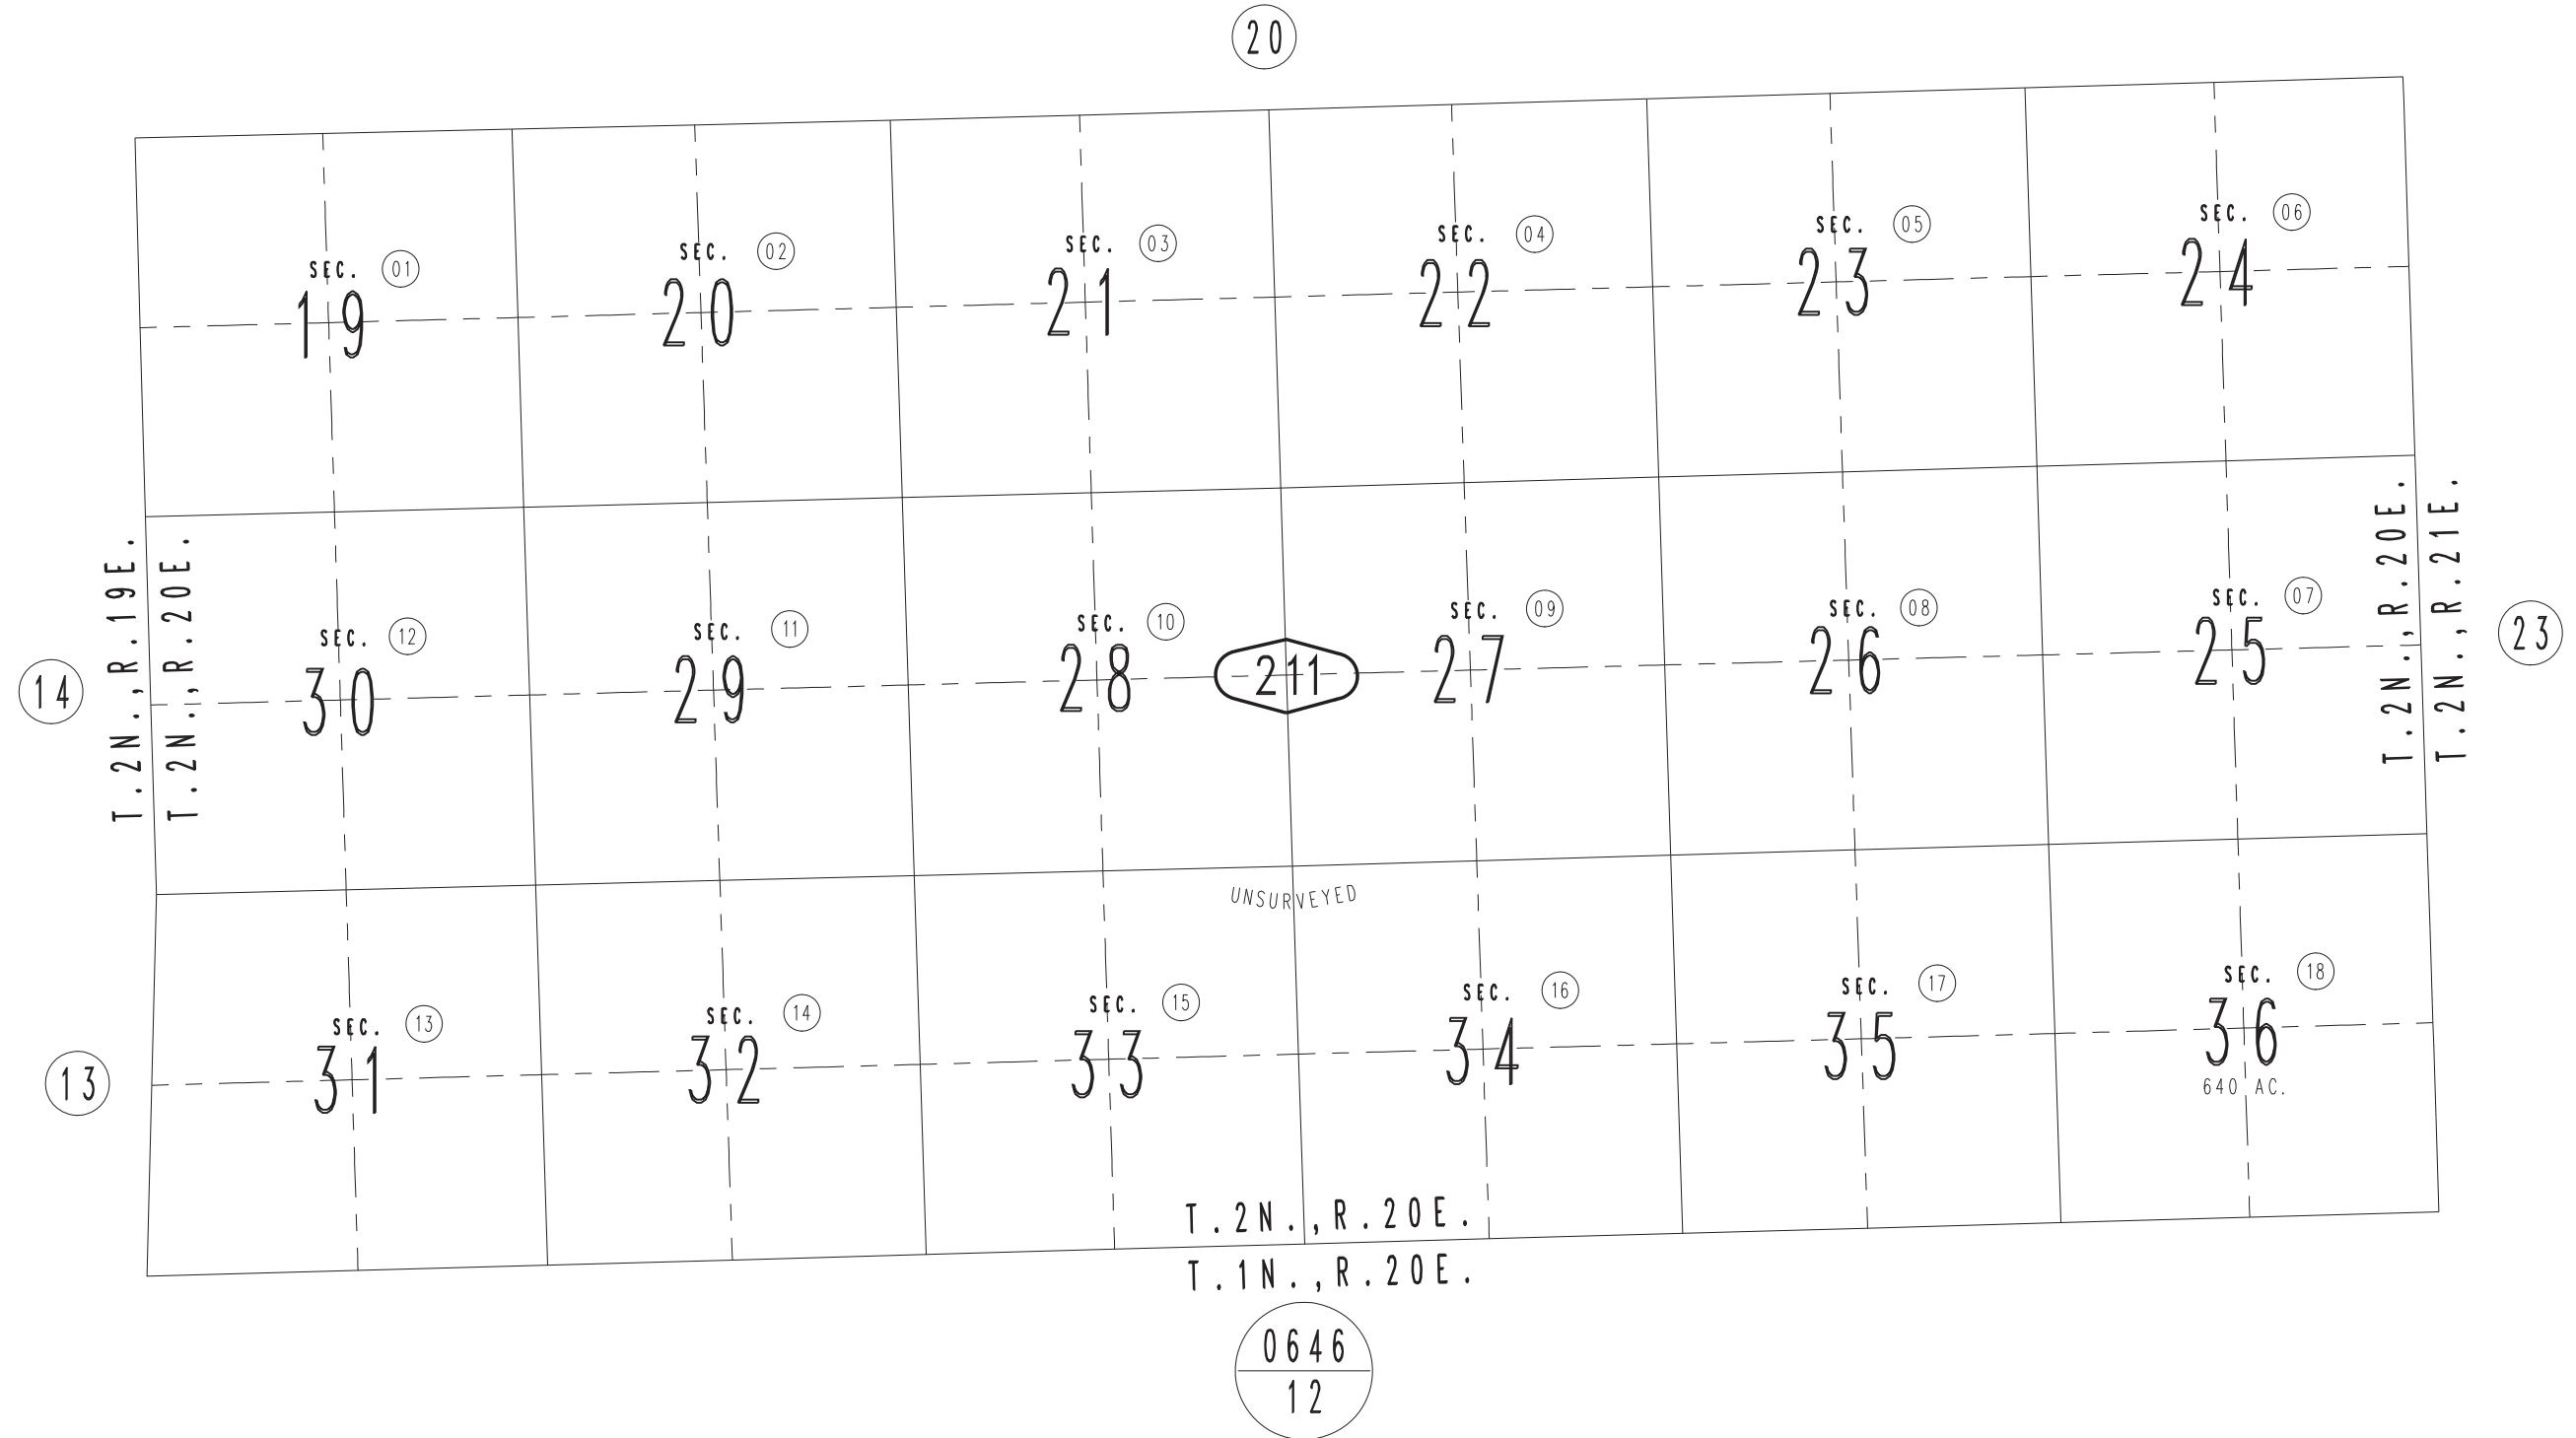 20
SEC. 01
19
SEC. 02
20
SEC. 03
21
SEC. 04
22
SEC. 05
23
SEC. 06
24
T.2N.,R.19E.
T.2N.,R.20E.
14
SEC. 12
30
SEC. 11
29
SEC. 10
28
211
SEC. 09
27
SEC. 08
26
SEC. 07
25
T.2N.,R.20E.
T.2N.,R.21E.
23
UNSURVEYED
13
SEC. 13
31
SEC. 14
32
SEC. 15
33
SEC. 16
34
SEC. 17
35
SEC. 18
36
640 AC.
T.2N.,R.20E.
T.1N.,R.20E.
0646
12